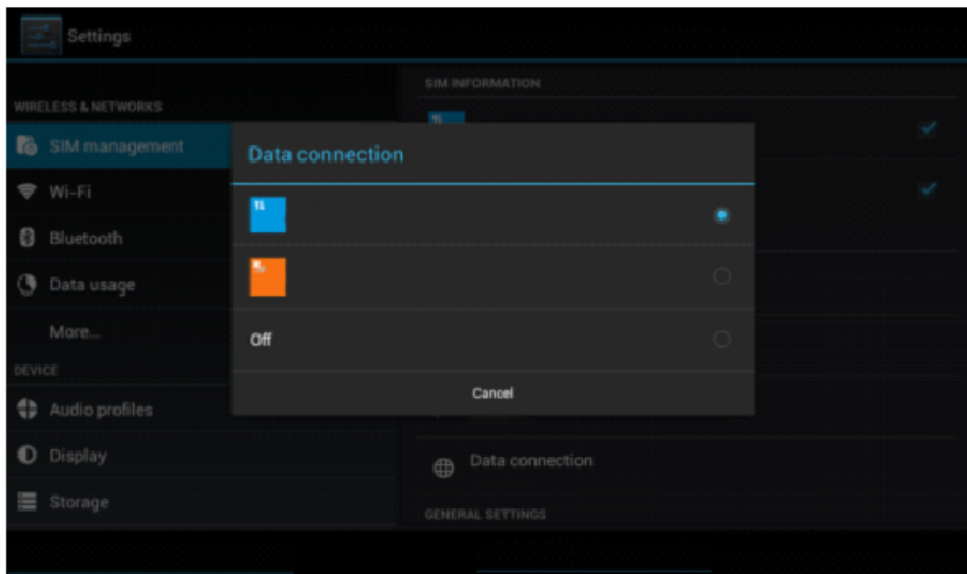 Settings
WIRELESS & NETWORKS
SIM management
Wi-Fi
Bluetooth
Data usage
More...
DEVICE
Audio profiles
Display
Storage
SIM INFORMATION
Data connection
Off
Cancel
Data connection
GENERAL SETTINGS